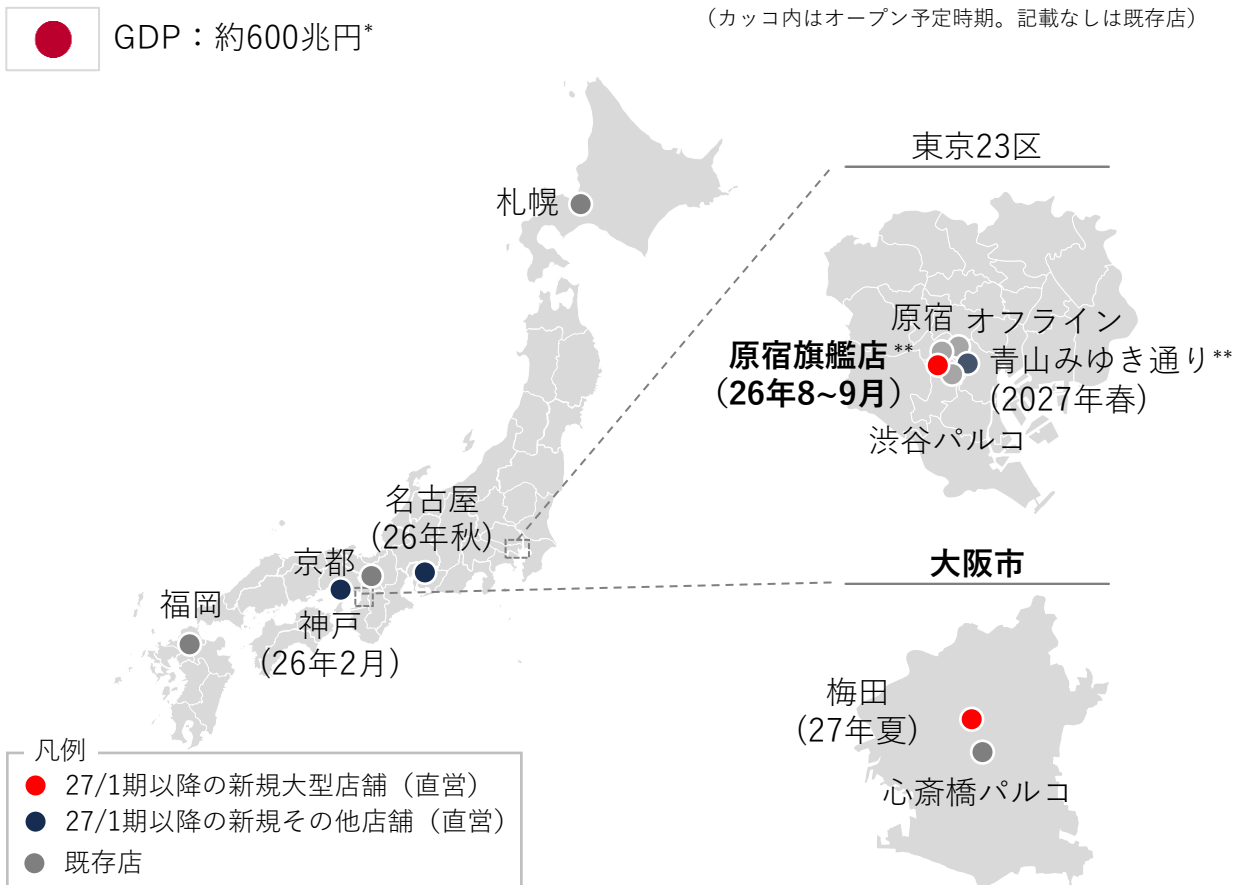 GDP：約600兆円*
（カッコ内はオープン予定時期。記載なしは既存店）
札幌
名古屋
(26年秋)
京都
神戸
(26年2月)
福岡
東京23区
原宿
オフライン
原宿旗艦店**
（26年8~9月）
青山みゆき通り**
(2027年春)
渋谷パルコ
大阪市
梅田
(27年夏)
心斎橋パルコ
凡例
27/1期以降の新規大型店舗（直営）
27/1期以降の新規その他店舗（直営）
既存店